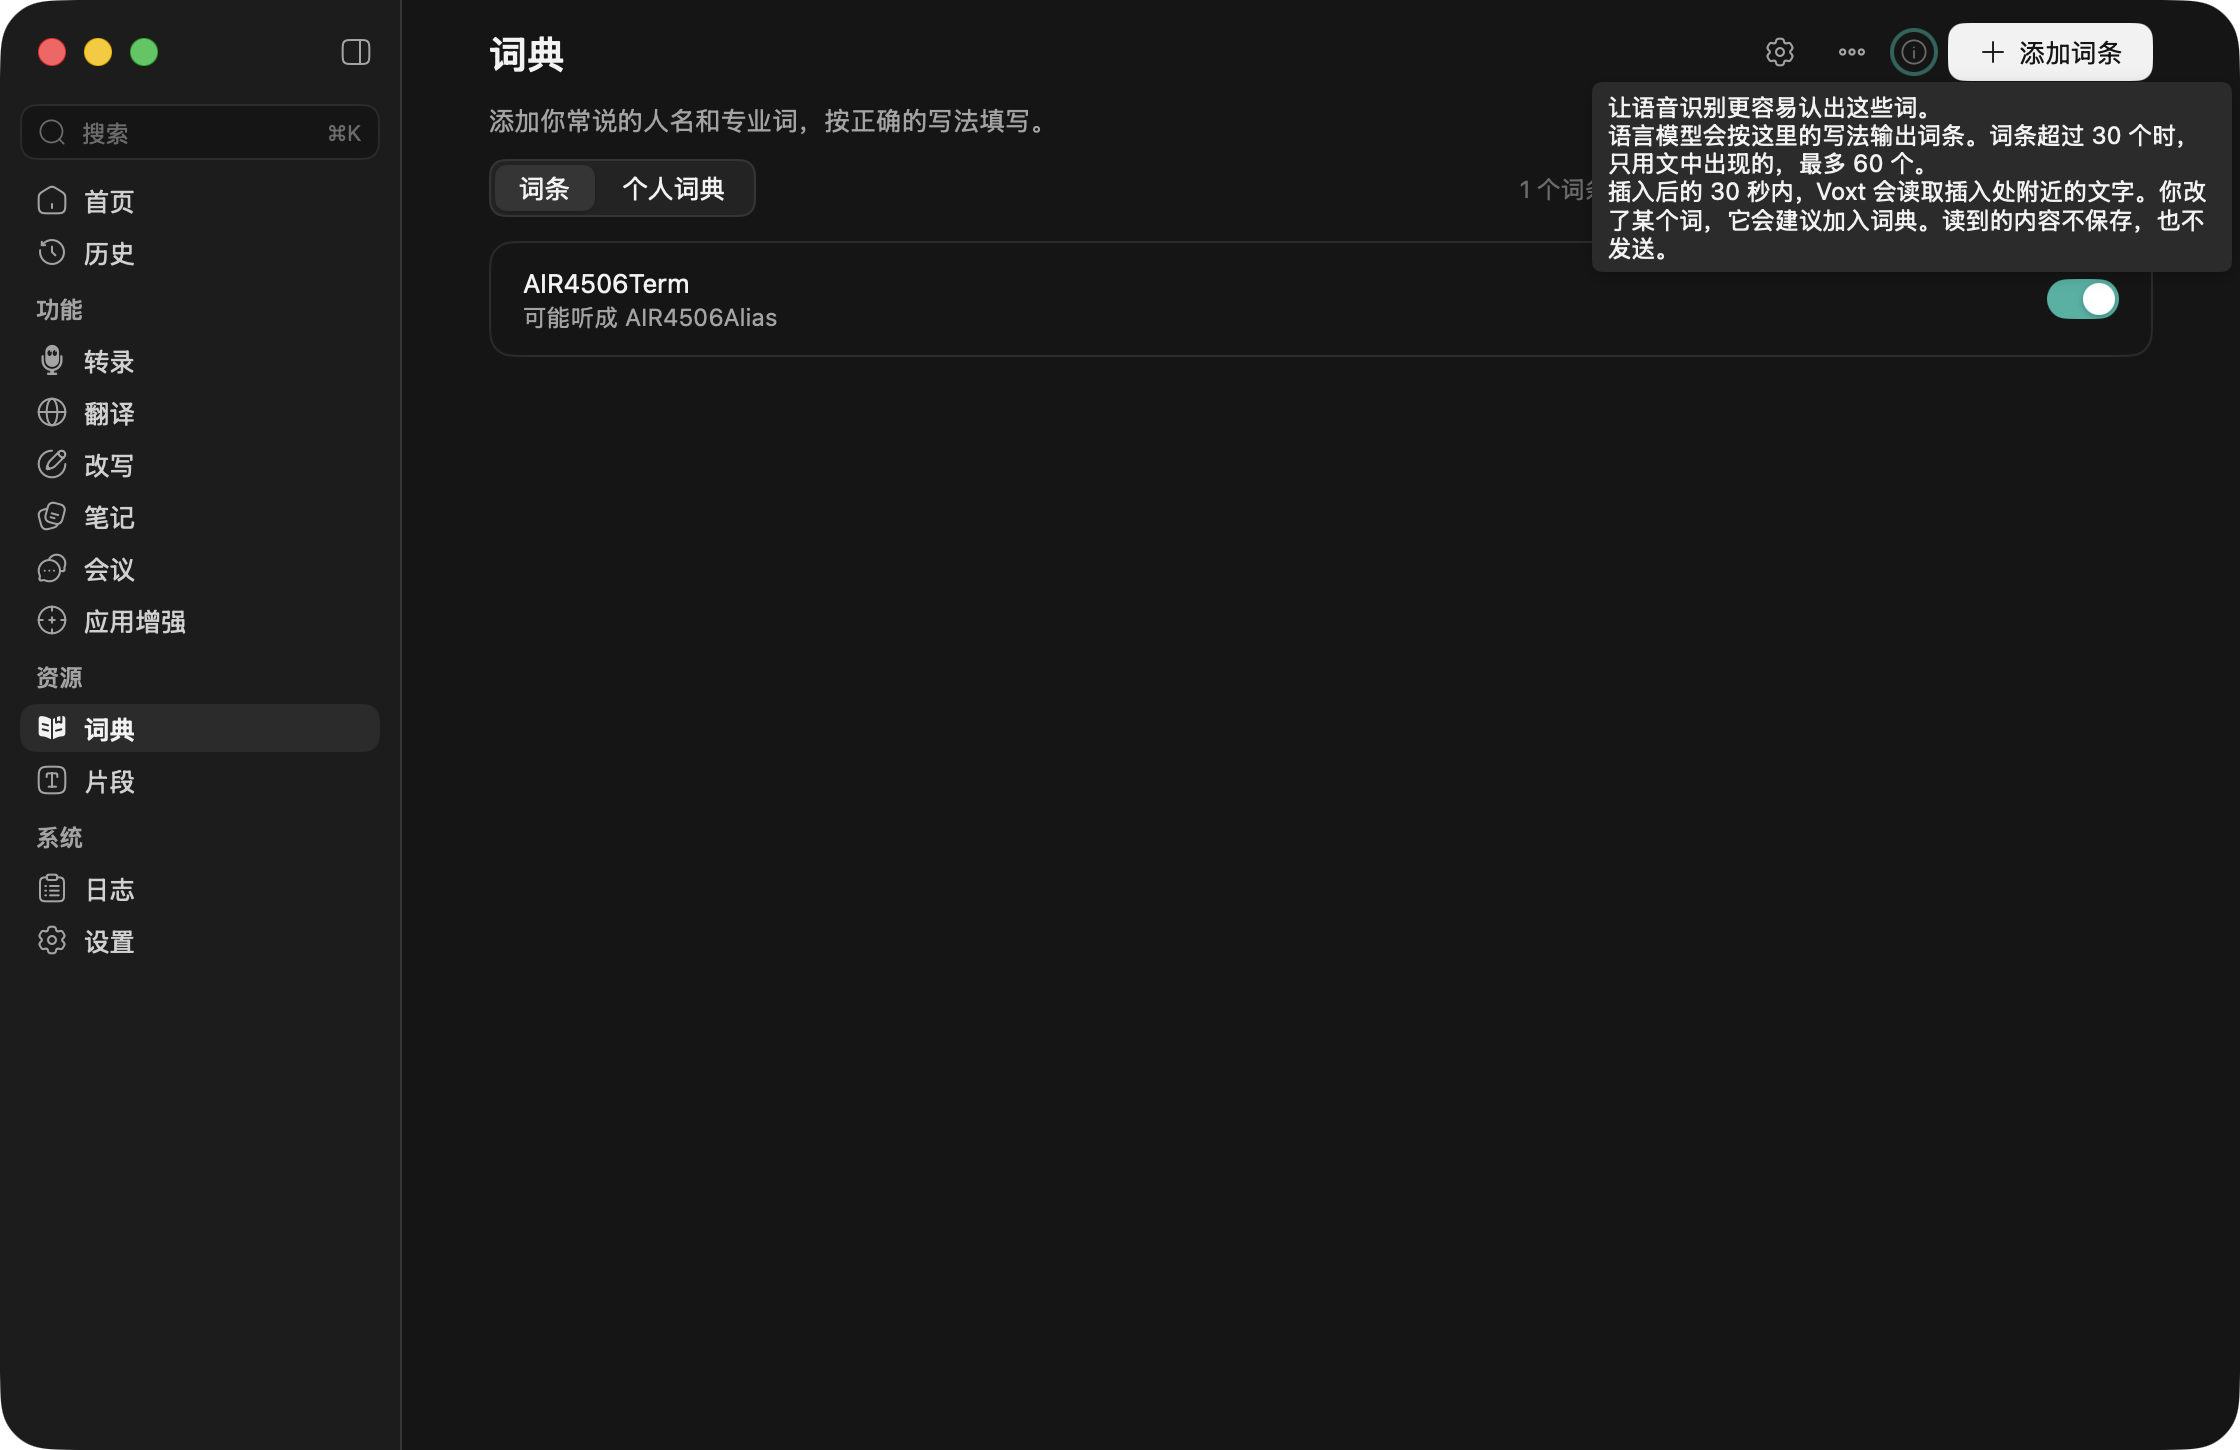 搜索 ⌘K
首页
历史
功能
转录
翻译
改写
笔记
会议
应用增强
资源
词典
片段
系统
日志
设置
词典
添加词条
添加你常说的人名和专业词，按正确的写法填写。
词条 个人词典
1 个词
让语音识别更容易认出这些词。
语言模型会按这里的写法输出词条。词条超过 30 个时，
只用文中出现的，最多 60 个。
插入后的 30 秒内，Voxt 会读取插入处附近的文字。你改
了某个词，它会建议加入词典。读到的内容不保存，也不
发送。
AIR4506Term
可能听成 AIR4506Alias